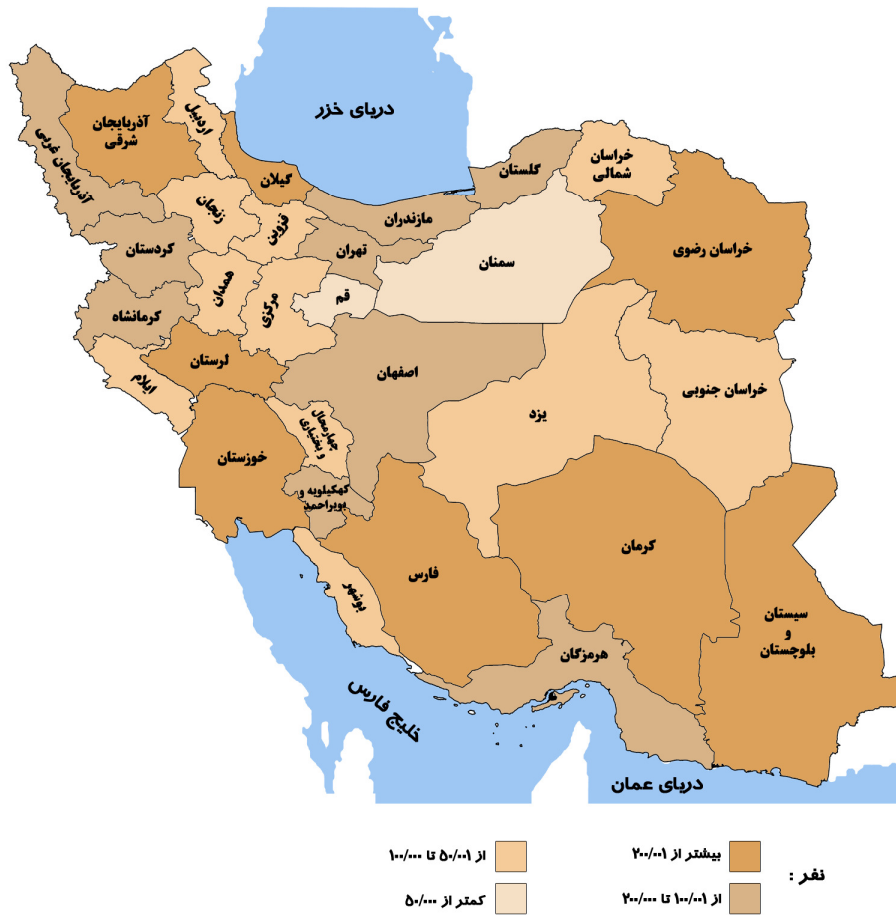 دریای خزر
اردبیل
آذربایجان
شرقی
آذربایجان غربی
گیلان
گلستان
خراسان
شمالی
زنجان
قزوین
مازندران
تهران
سمنان
خراسان رضوی
کردستان
همدان
مرکزی
قم
کرمانشاه
لرستان
ایلام
اصفهان
یزد
خراسان جنوبی
چهارمحال
و بختیاری
خوزستان
کهکیلویه و
بویراحمد
فارس
کرمان
بوشهر
سیستان
و
بلوچستان
هرمزگان
خلیج فارس
دریای عمان
نفر :
بیشتر از ۲۰۰/۰۰۱
از ۵۰/۰۰۱ تا ۱۰۰/۰۰۰
از ۱۰۰/۰۰۱ تا ۲۰۰/۰۰۰
کمتر از ۵۰/۰۰۰